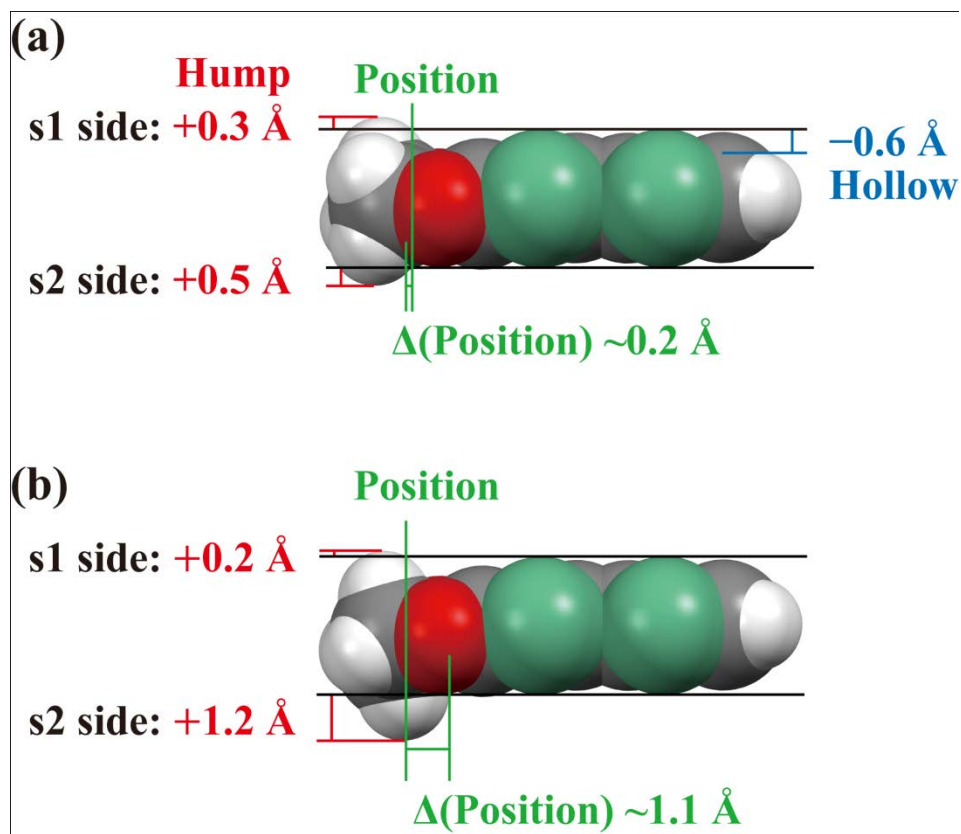 (a)
Hump
Position
s1 side: +0.3 Å
−0.6 Å
Hollow
s2 side: +0.5 Å
Δ(Position) ~0.2 Å
(b)
Position
s1 side: +0.2 Å
s2 side: +1.2 Å
Δ(Position) ~1.1 Å